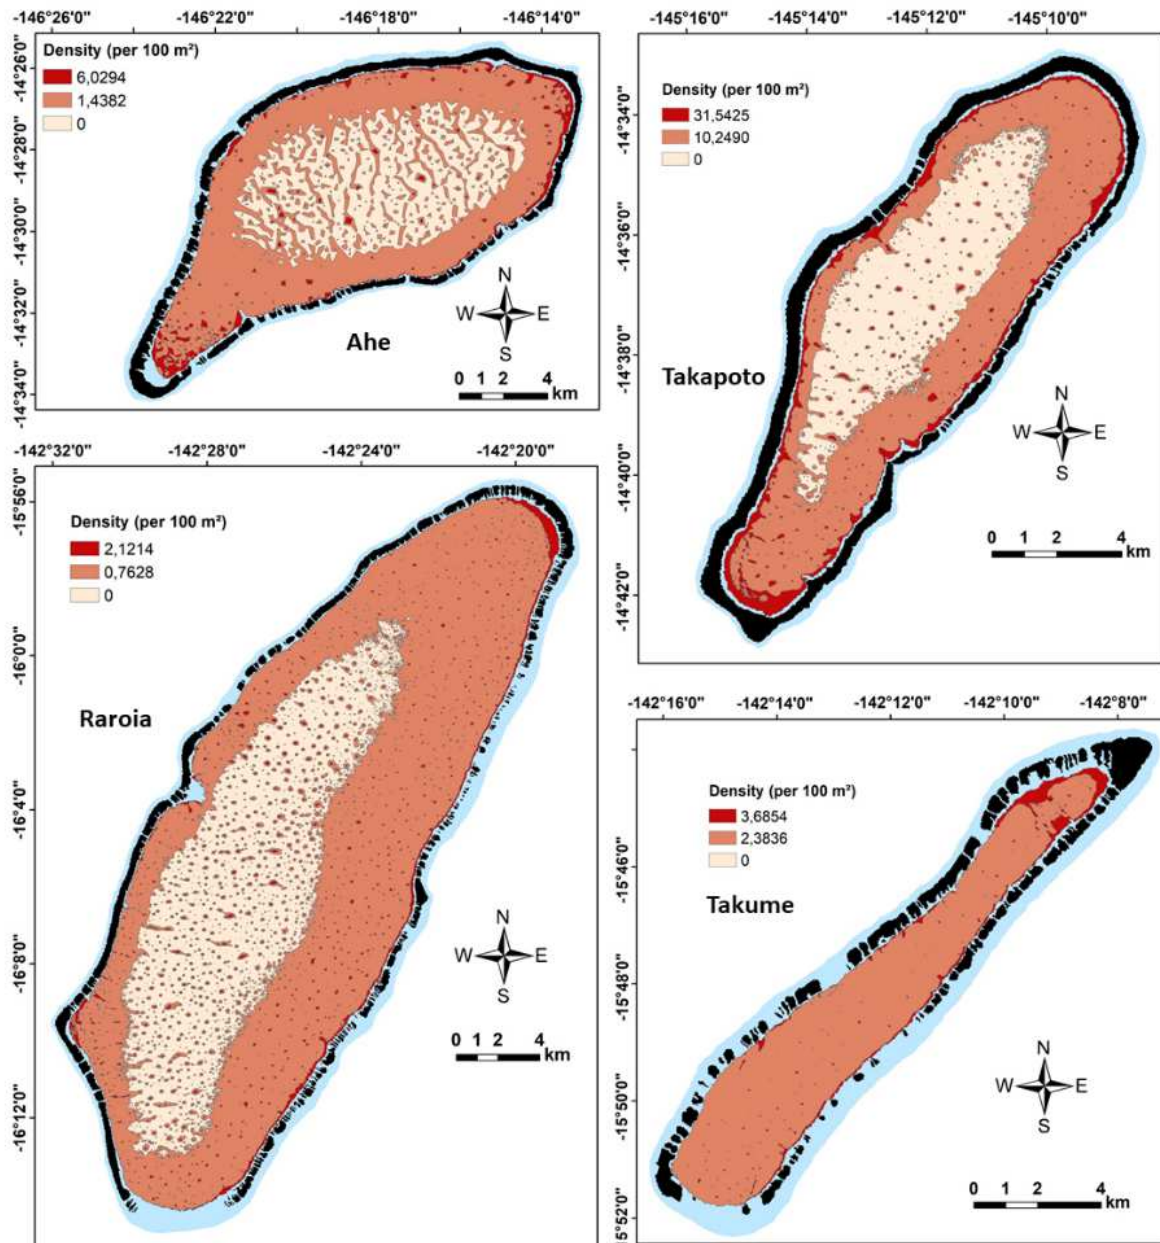 -146°22'0" -146°20'0" -146°18'0" -146°16'0" -146°14'0"
-14°26'0"
-14°28'0"
-14°30'0"
-14°32'0"
-14°34'0"
Density (per 100 m²)
6,0294
1,4382
0
N
W E
S
Ahe
0 1 2 4
km
-145°16'0" -145°14'0" -145°12'0" -145°10'0"
-14°34'0"
-14°36'0"
-14°38'0"
-14°40'0"
-14°42'0"
Density (per 100 m²)
31,5425
10,2490
0
Takapoto
N
W E
S
0 1 2 4
km
-142°32'0" -142°28'0" -142°24'0" -142°20'0"
-15°56'0"
-16°0'0"
-16°4'0"
-16°8'0"
-16°12'0"
Density (per 100 m²)
2,1214
0,7628
0
Raroia
N
W E
S
0 1 2 4
km
-142°16'0" -142°14'0" -142°12'0" -142°10'0" -142°8'0"
-15°46'0"
-15°48'0"
-15°50'0"
5°52'0"
Density (per 100 m²)
3,6854
2,3836
0
Takume
N
W E
S
0 1 2 4
km